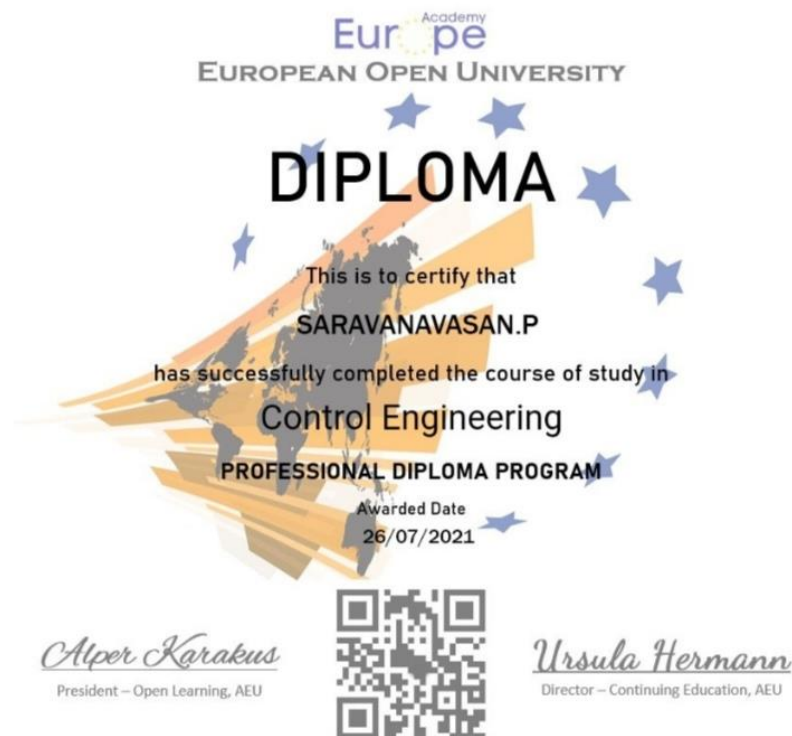 Academy
Europe
EUROPEAN OPEN UNIVERSITY
DIPLOMA
This is to certify that
SARAVANAVASAN.P
has successfully completed the course of study in
Control Engineering
PROFESSIONAL DIPLOMA PROGRAM
Awarded Date
26/07/2021
Alper Karakus
President – Open Learning, AEU
Ursula Hermann
Director – Continuing Education, AEU